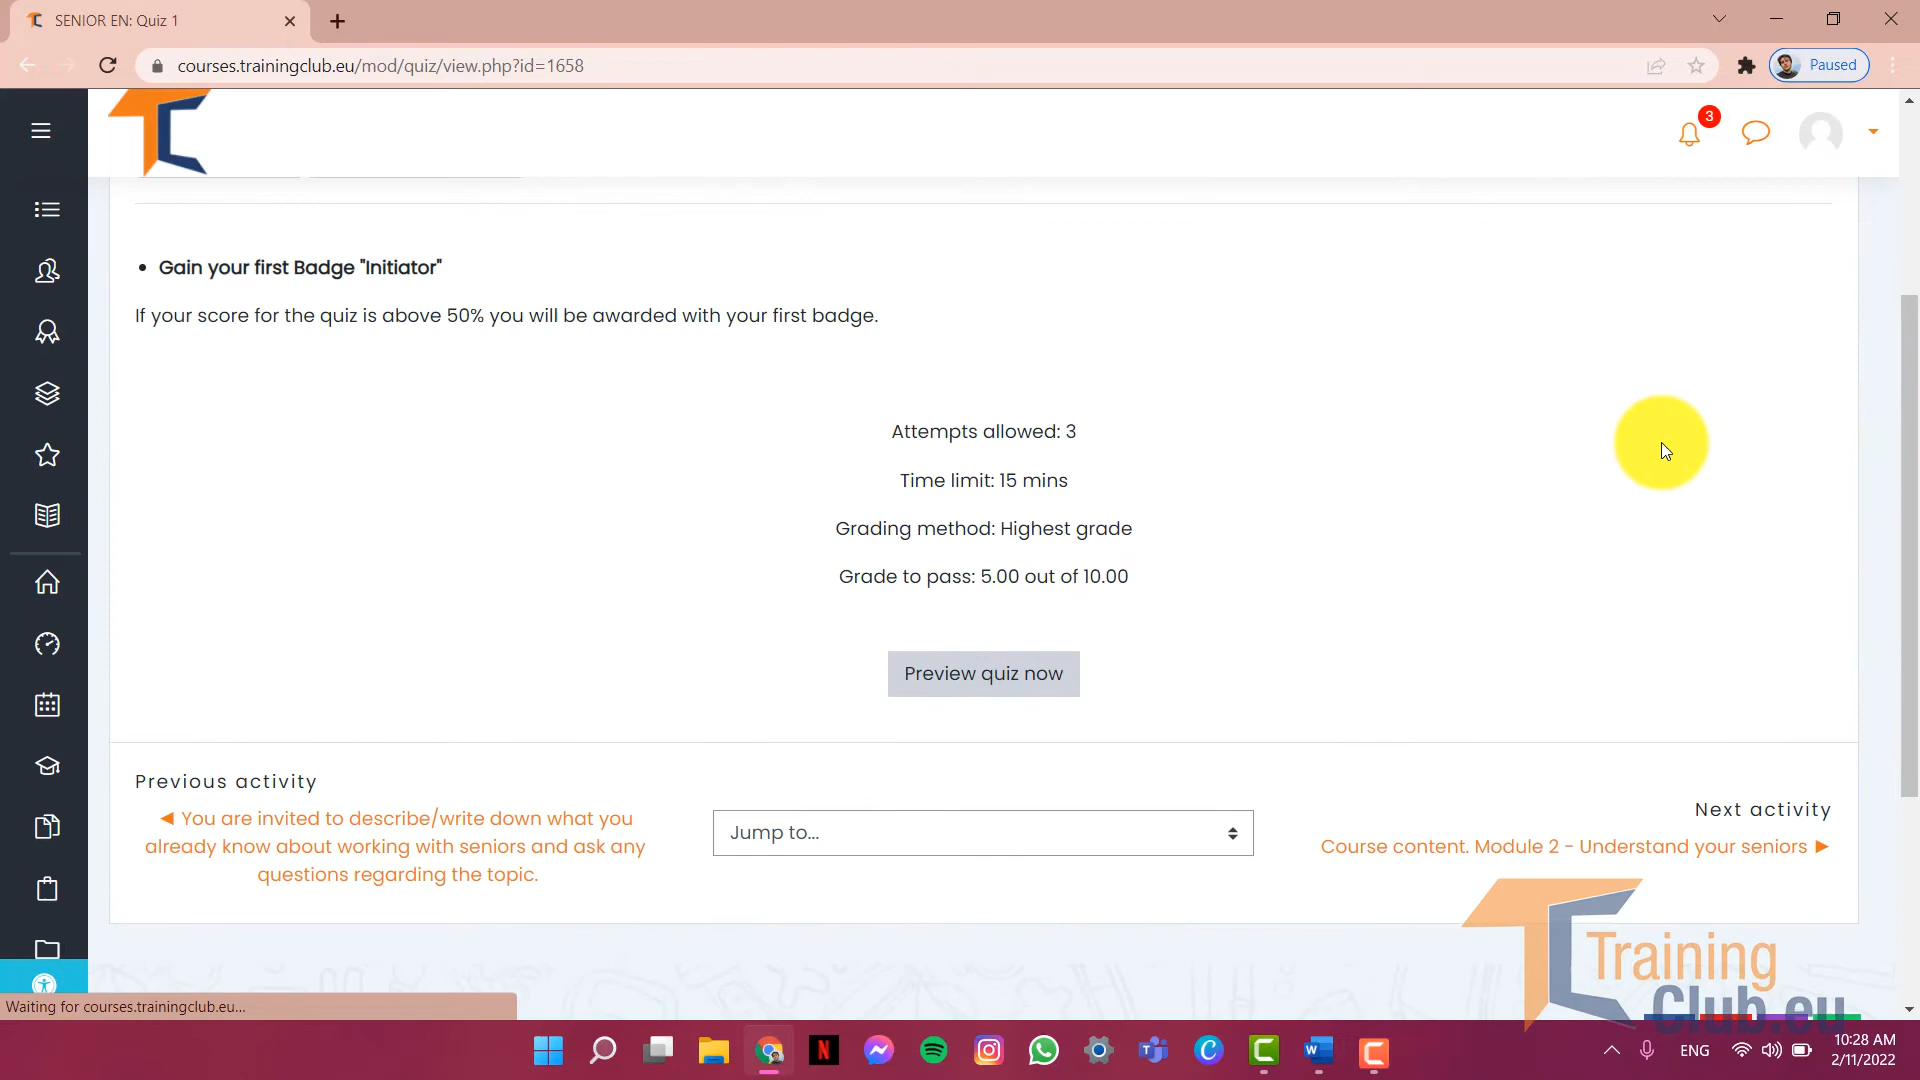 SENIOR EN: Quiz 1
courses.trainingclub.eu/mod/quiz/view.php?id=1658
Paused
3
Gain your first Badge "Initiator"
If your score for the quiz is above 50% you will be awarded with your first badge.
Attempts allowed: 3
Time limit: 15 mins
Grading method: Highest grade
Grade to pass: 5.00 out of 10.00
Preview quiz now
Previous activity
◄ You are invited to describe/write down what you
already know about working with seniors and ask any
questions regarding the topic.
Jump to...
Next activity
Course content. Module 2 - Understand your seniors ►
Training
Club.eu
Waiting for courses.trainingclub.eu...
ENG
10:28 AM
2/11/2022